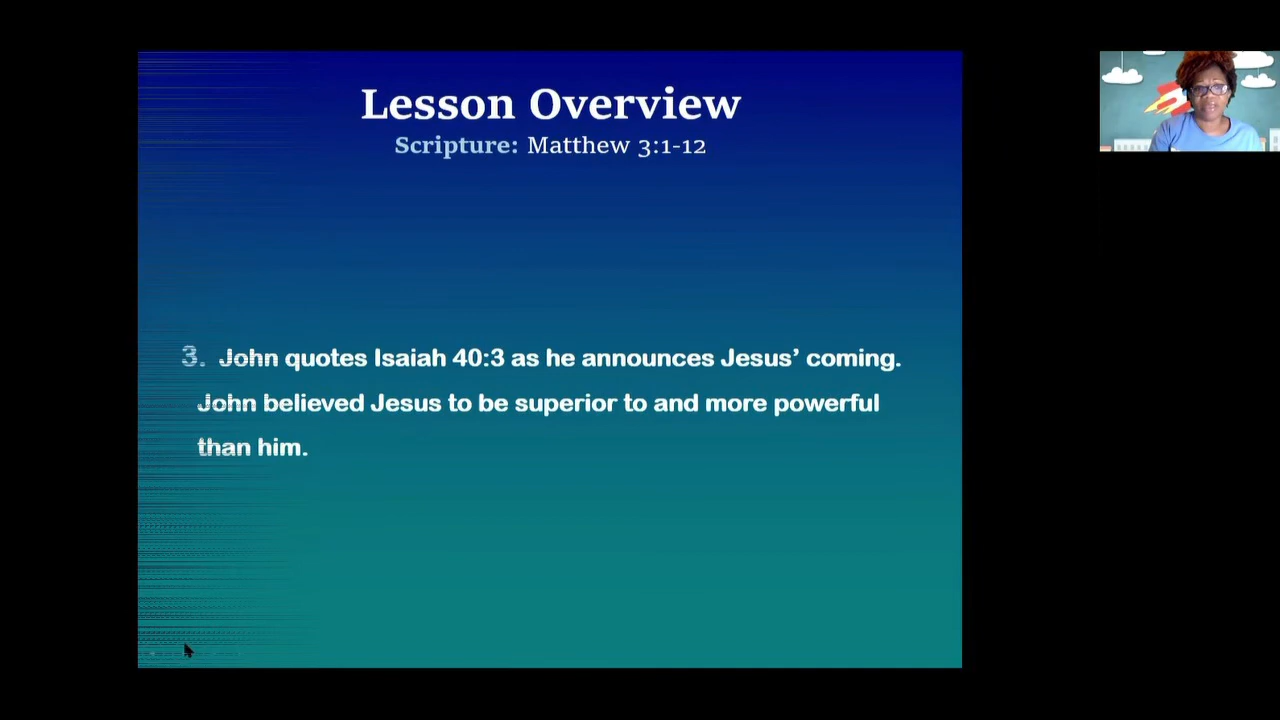 Lesson Overview
Scripture: Matthew 3:1-12
3. John quotes Isaiah 40:3 as he announces Jesus’ coming.
John believed Jesus to be superior to and more powerful
than him.